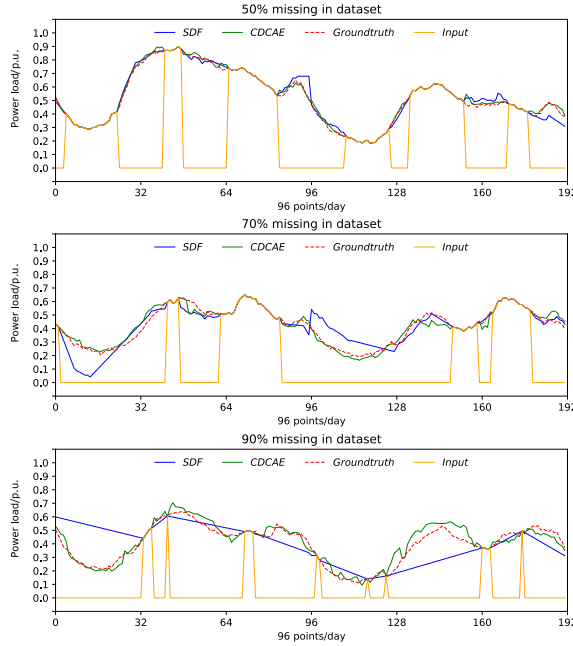 50% missing in dataset
SDF CDCAE Groundtruth Input
Power load/p.u.
1.0
0.9
0.8
0.7
0.6
0.5
0.4
0.3
0.2
0.1
0.0
0 32 64 96 128 160 192
96 points/day
70% missing in dataset
SDF CDCAE Groundtruth Input
Power load/p.u.
1.0
0.9
0.8
0.7
0.6
0.5
0.4
0.3
0.2
0.1
0.0
0 32 64 96 128 160 192
96 points/day
90% missing in dataset
SDF CDCAE Groundtruth Input
Power load/p.u.
1.0
0.9
0.8
0.7
0.6
0.5
0.4
0.3
0.2
0.1
0.0
0 32 64 96 128 160 192
96 points/day